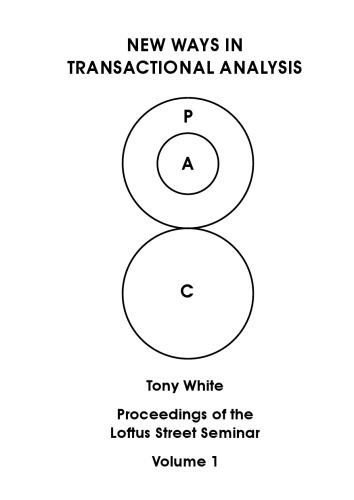 NEW WAYS IN
TRANSACTIONAL ANALYSIS
P
A
C
Tony White
Proceedings of the
Loftus Street Seminar
Volume 1